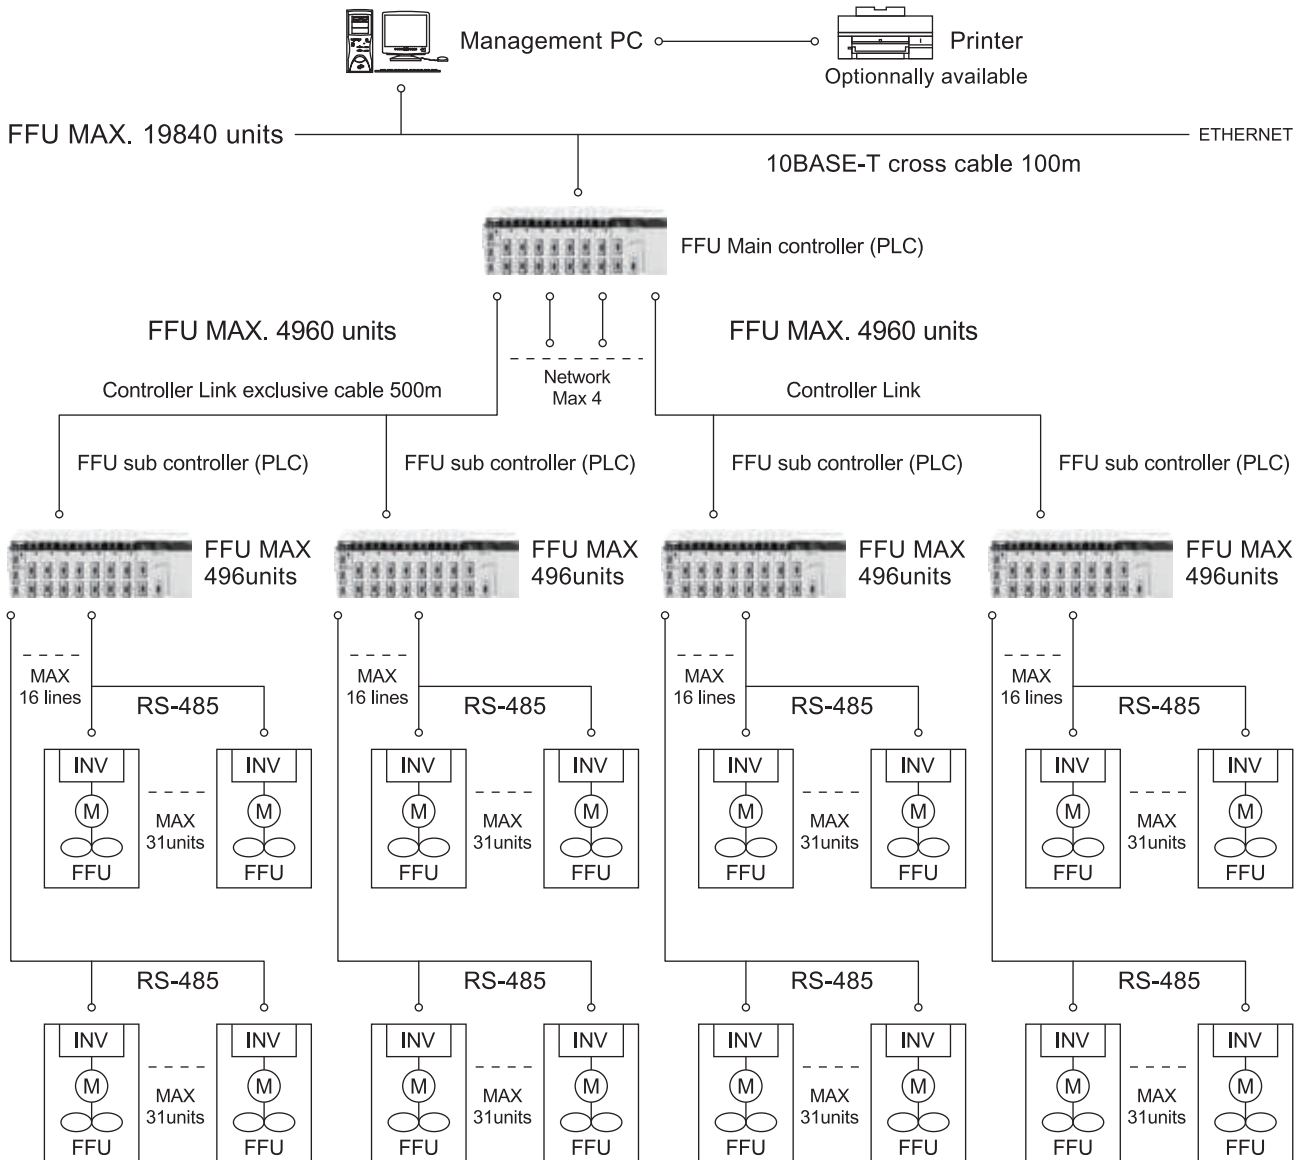 Management PC
Printer
Optionnally available
FFU MAX. 19840 units
ETHERNET
10BASE-T cross cable 100m
FFU Main controller (PLC)
FFU MAX. 4960 units
FFU MAX. 4960 units
Network
Max 4
Controller Link exclusive cable 500m
Controller Link
FFU sub controller (PLC)
FFU sub controller (PLC)
FFU sub controller (PLC)
FFU sub controller (PLC)
FFU MAX
496units
FFU MAX
496units
FFU MAX
496units
FFU MAX
496units
MAX
16 lines
RS-485
MAX
16 lines
RS-485
MAX
16 lines
RS-485
MAX
16 lines
RS-485
INV
M
FFU
MAX
31units
INV
M
FFU
INV
M
FFU
MAX
31units
INV
M
FFU
INV
M
FFU
MAX
31units
INV
M
FFU
INV
M
FFU
MAX
31units
INV
M
FFU
RS-485
RS-485
RS-485
RS-485
INV
M
FFU
MAX
31units
INV
M
FFU
INV
M
FFU
MAX
31units
INV
M
FFU
INV
M
FFU
MAX
31units
INV
M
FFU
INV
M
FFU
MAX
31units
INV
M
FFU